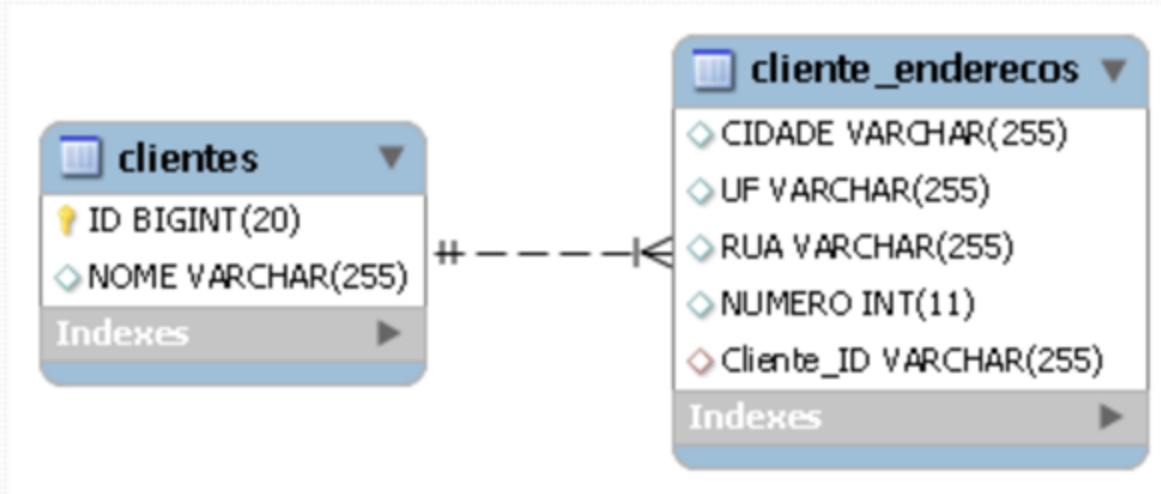 clientes
ID BIGINT(20)
NOME VARCHAR(255)
Indexes
cliente_enderecos
CIDADE VARCHAR(255)
UF VARCHAR(255)
RUA VARCHAR(255)
NUMERO INT(11)
Cliente_ID VARCHAR(255)
Indexes